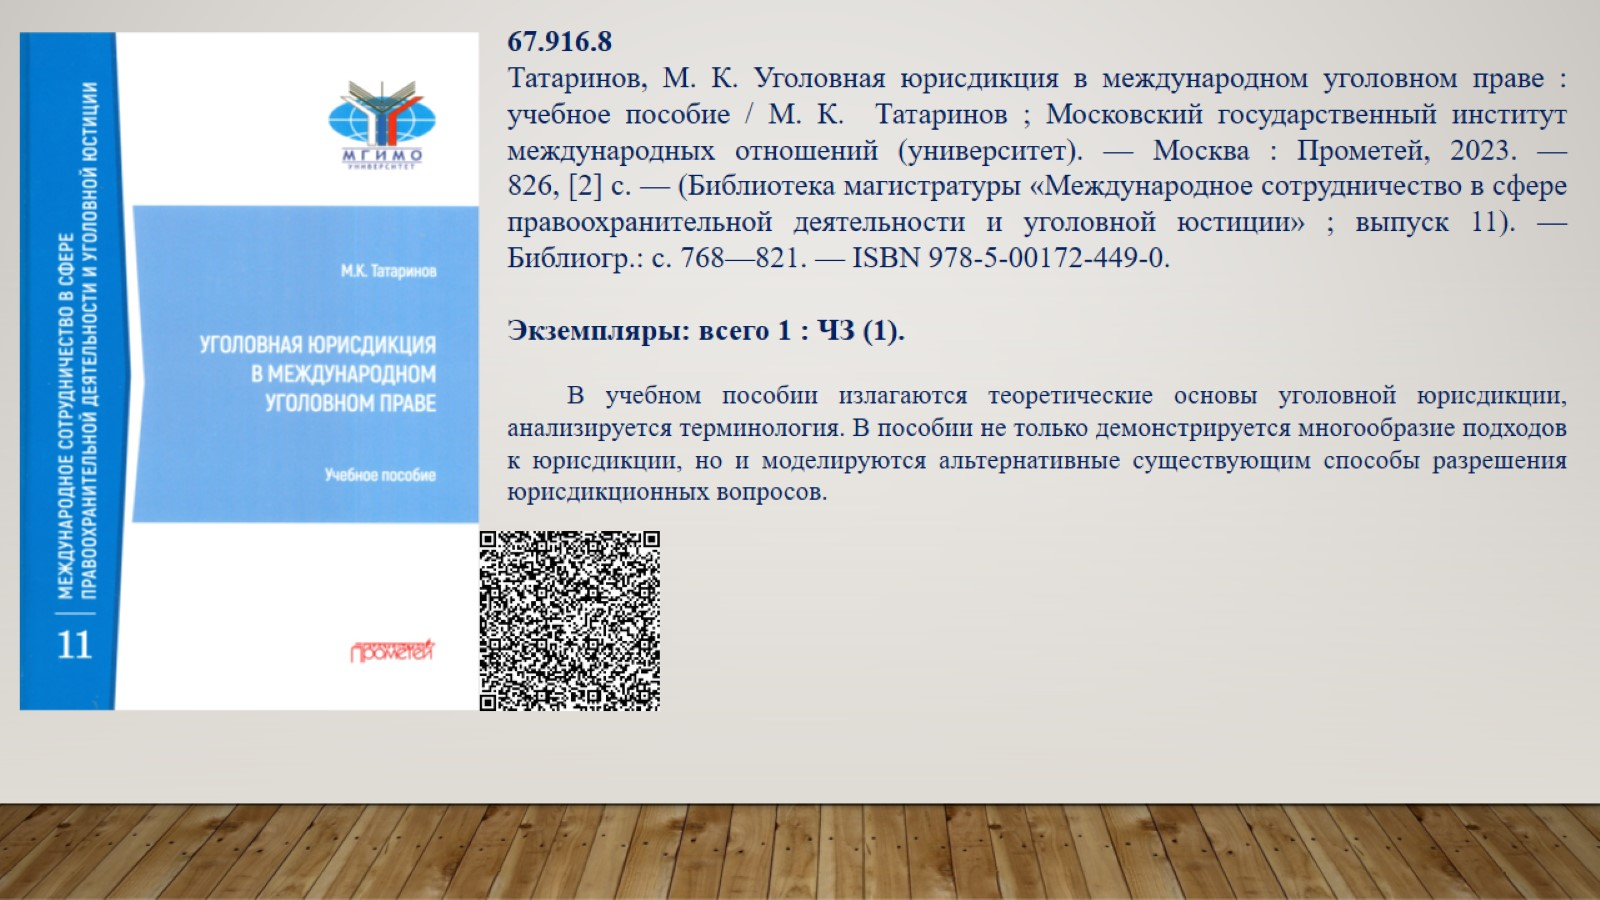 МЕЖДУНАРОДНОЕ СОТРУДНИЧЕСТВО В СФЕРЕ
ПРАВООХРАНИТЕЛЬНОЙ ДЕЯТЕЛЬНОСТИ И УГОЛОВНОЙ ЮСТИЦИИ
11
МГИМО
УНИВЕРСИТЕТ
М.К. Татаринов
УГОЛОВНАЯ ЮРИСДИКЦИЯ
В МЕЖДУНАРОДНОМ
УГОЛОВНОМ ПРАВЕ
Учебное пособие
Прометей
67.916.8
Татаринов, М. К. Уголовная юрисдикция в международном уголовном праве :
учебное пособие / М. К. Татаринов ; Московский государственный институт
международных отношений (университет). — Москва : Прометей, 2023. —
826, [2] с. — (Библиотека магистратуры «Международное сотрудничество в сфере
правоохранительной деятельности и уголовной юстиции» ; выпуск 11). —
Библиогр.: с. 768—821. — ISBN 978-5-00172-449-0.
Экземпляры: всего 1 : ЧЗ (1).
В учебном пособии излагаются теоретические основы уголовной юрисдикции,
анализируется терминология. В пособии не только демонстрируется многообразие подходов
к юрисдикции, но и моделируются альтернативные существующим способы разрешения
юрисдикционных вопросов.